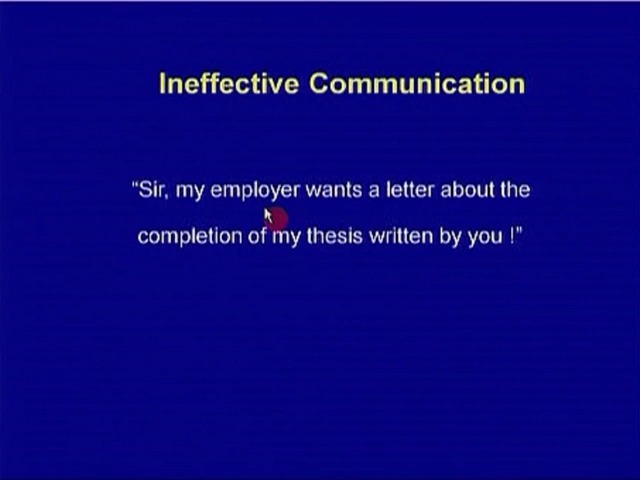 Ineffective Communication
"Sir, my employer wants a letter about the
completion of my thesis written by you !"